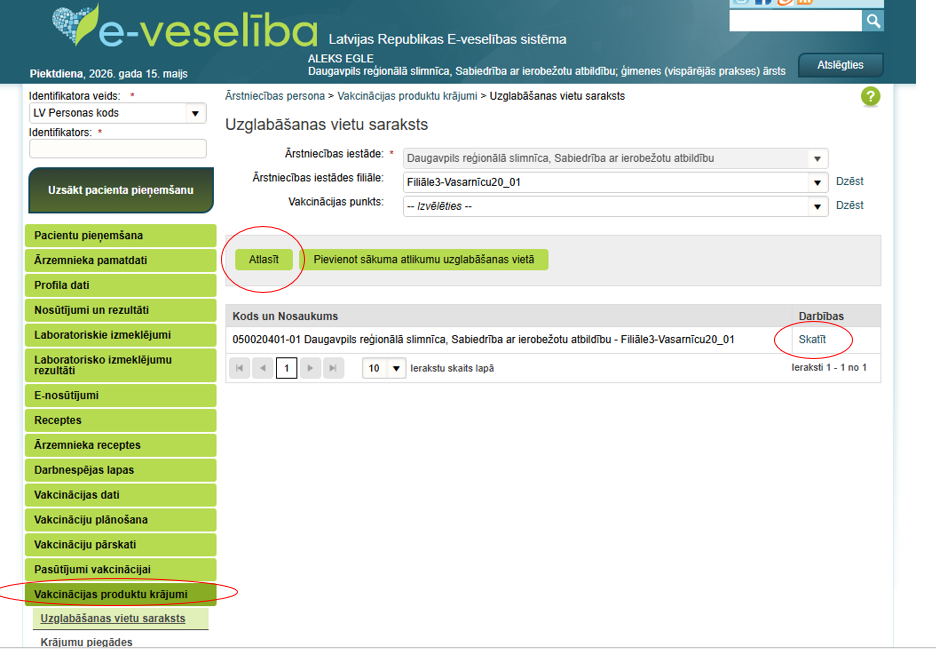 e-veselība
Latvijas Republikas E-veselības sistēma
ALEKS EGLE
Piektdiena, 2026. gada 15. maijs
Daugavpils reģionālā slimnīca, Sabiedrība ar ierobežotu atbildību; ģimenes (vispārējās prakses) ārsts
Atslēgties
Identifikatora veids: *
LV Personas kods
Identifikators: *
Uzsākt pacienta pieņemšanu
Pacientu pieņemšana
Ārzemnieka pamatdati
Profila dati
Nosūtījumi un rezultāti
Laboratoriskie izmeklējumi
Laboratorisko izmeklējumu
rezultāti
E-nosūtījumi
Receptes
Ārzemnieka receptes
Darbnespējas lapas
Vakcinācijas dati
Vakcināciju plānošana
Vakcināciju pārskati
Pasūtījumi vakcinācijai
Vakcinācijas produktu krājumi
Uzglabāšanas vietu saraksts
Krājumu piegādes
Ārstniecības persona > Vakcinācijas produktu krājumi > Uzglabāšanas vietu saraksts
?
Uzglabāšanas vietu saraksts
Ārstniecības iestāde: * Daugavpils reģionālā slimnīca, Sabiedrība ar ierobežotu atbildību
Ārstniecības iestādes filiāle: Filiāle3-Vasarnīcu20_01 Dzēst
Vakcinācijas punkts: -- Izvēlēties -- Dzēst
Atlasīt Pievienot sākuma atlikumu uzglabāšanas vietā
Kods un Nosaukums Darbības
050020401-01 Daugavpils reģionālā slimnīca, Sabiedrība ar ierobežotu atbildību - Filiāle3-Vasarnīcu20_01 Skatīt
1 10 Ierakstu skaits lapā Ieraksti 1 - 1 no 1